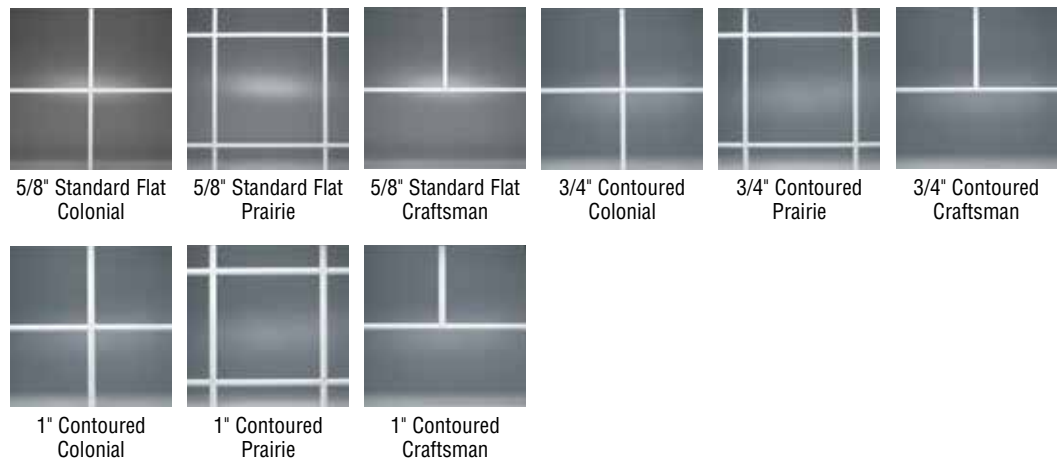 5/8" Standard Flat
Colonial
5/8" Standard Flat
Prairie
5/8" Standard Flat
Craftsman
3/4" Contoured
Colonial
3/4" Contoured
Prairie
3/4" Contoured
Craftsman
1" Contoured
Colonial
1" Contoured
Prairie
1" Contoured
Craftsman